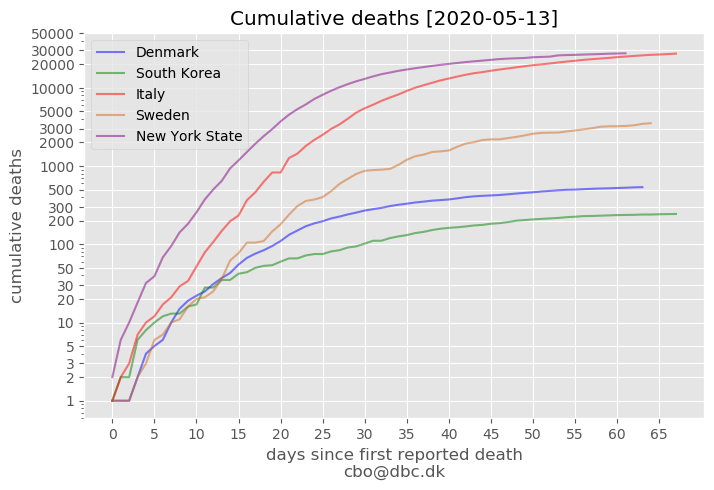 Cumulative deaths [2020-05-13]
Denmark
South Korea
Italy
Sweden
New York State
cumulative deaths
50000
30000
20000
10000
5000
3000
2000
1000
500
300
200
100
50
30
20
10
5
3
2
1
0 5 10 15 20 25 30 35 40 45 50 55 60 65
days since first reported death
cbo@dbc.dk